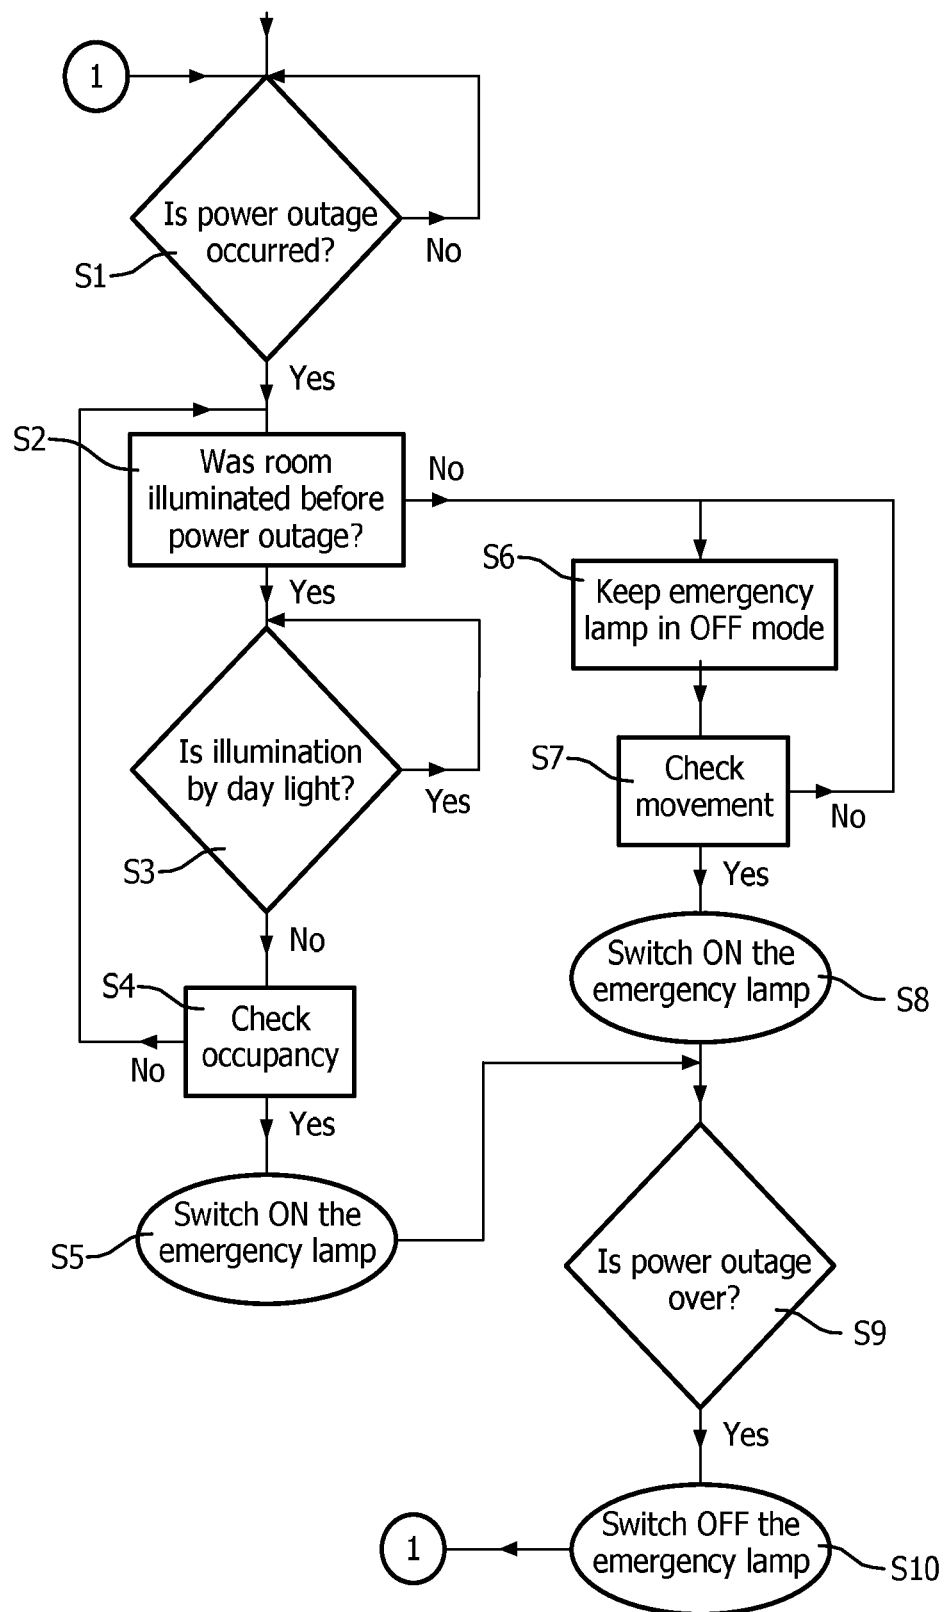 1
Is power outage
occurred?
No
S1
Yes
S2
Was room
illuminated before
power outage?
No
S6
Keep emergency
lamp in OFF mode
Yes
Is illumination
by day light?
Yes
S3
S7
Check
movement
No
Yes
No
S4
Check
occupancy
No
Switch ON the
emergency lamp
S8
Yes
S5
Switch ON the
emergency lamp
Is power outage
over?
S9
Yes
Switch OFF the
emergency lamp
S10
1